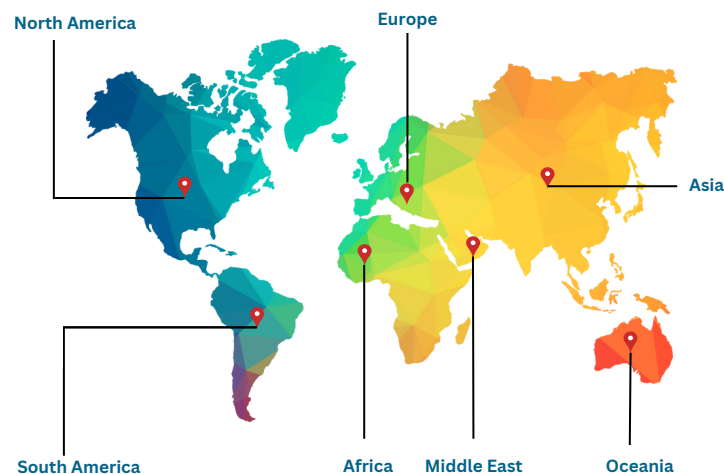 North America
Europe
Asia
South America
Africa
Middle East
Oceania